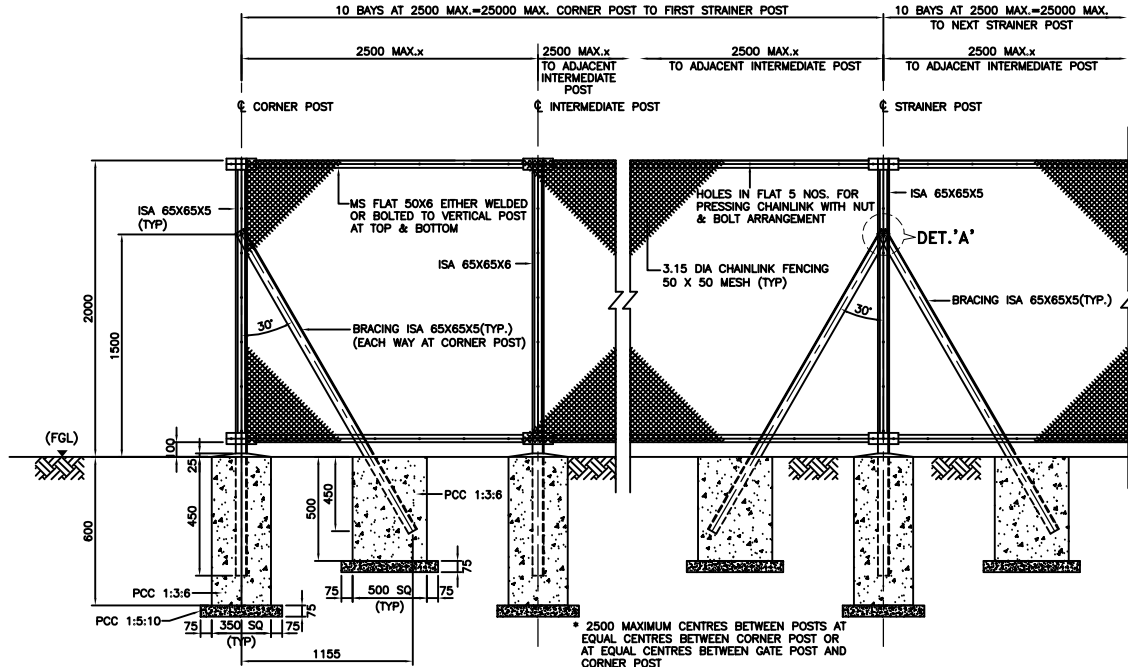 10 BAYS AT 2500 MAX.=25000 MAX. CORNER POST TO FIRST STRAINER POST
10 BAYS AT 2500 MAX.=25000 MAX.
TO NEXT STRAINER POST
2500 MAX.x
2500 MAX.x
TO ADJACENT
INTERMEDIATE
POST
2500 MAX.x
TO ADJACENT INTERMEDIATE POST
2500 MAX.x
TO ADJACENT INTERMEDIATE POST
℄ CORNER POST
℄ INTERMEDIATE POST
℄ STRAINER POST
ISA 65X65X5
(TYP)
MS FLAT 50X6 EITHER WELDED
OR BOLTED TO VERTICAL POST
AT TOP & BOTTOM
HOLES IN FLAT 5 NOS. FOR
PRESSING CHAINLINK WITH NUT
& BOLT ARRANGEMENT
ISA 65X65X5
DET.'A'
ISA 65X65X6
3.15 DIA CHAINLINK FENCING
50 X 50 MESH (TYP)
BRACING ISA 65X65X5(TYP.)
30°
BRACING ISA 65X65X5(TYP.)
(EACH WAY AT CORNER POST)
30°
2000
1500
(FGL)
100
25
450
600
500
450
PCC 1:3:6
75
75
500 SQ
(TYP)
75
PCC 1:3:6
PCC 1:5:10
75
75
350 SQ
(TYP)
75
1155
* 2500 MAXIMUM CENTRES BETWEEN POSTS AT
EQUAL CENTRES BETWEEN CORNER POST OR
AT EQUAL CENTRES BETWEEN GATE POST AND
CORNER POST